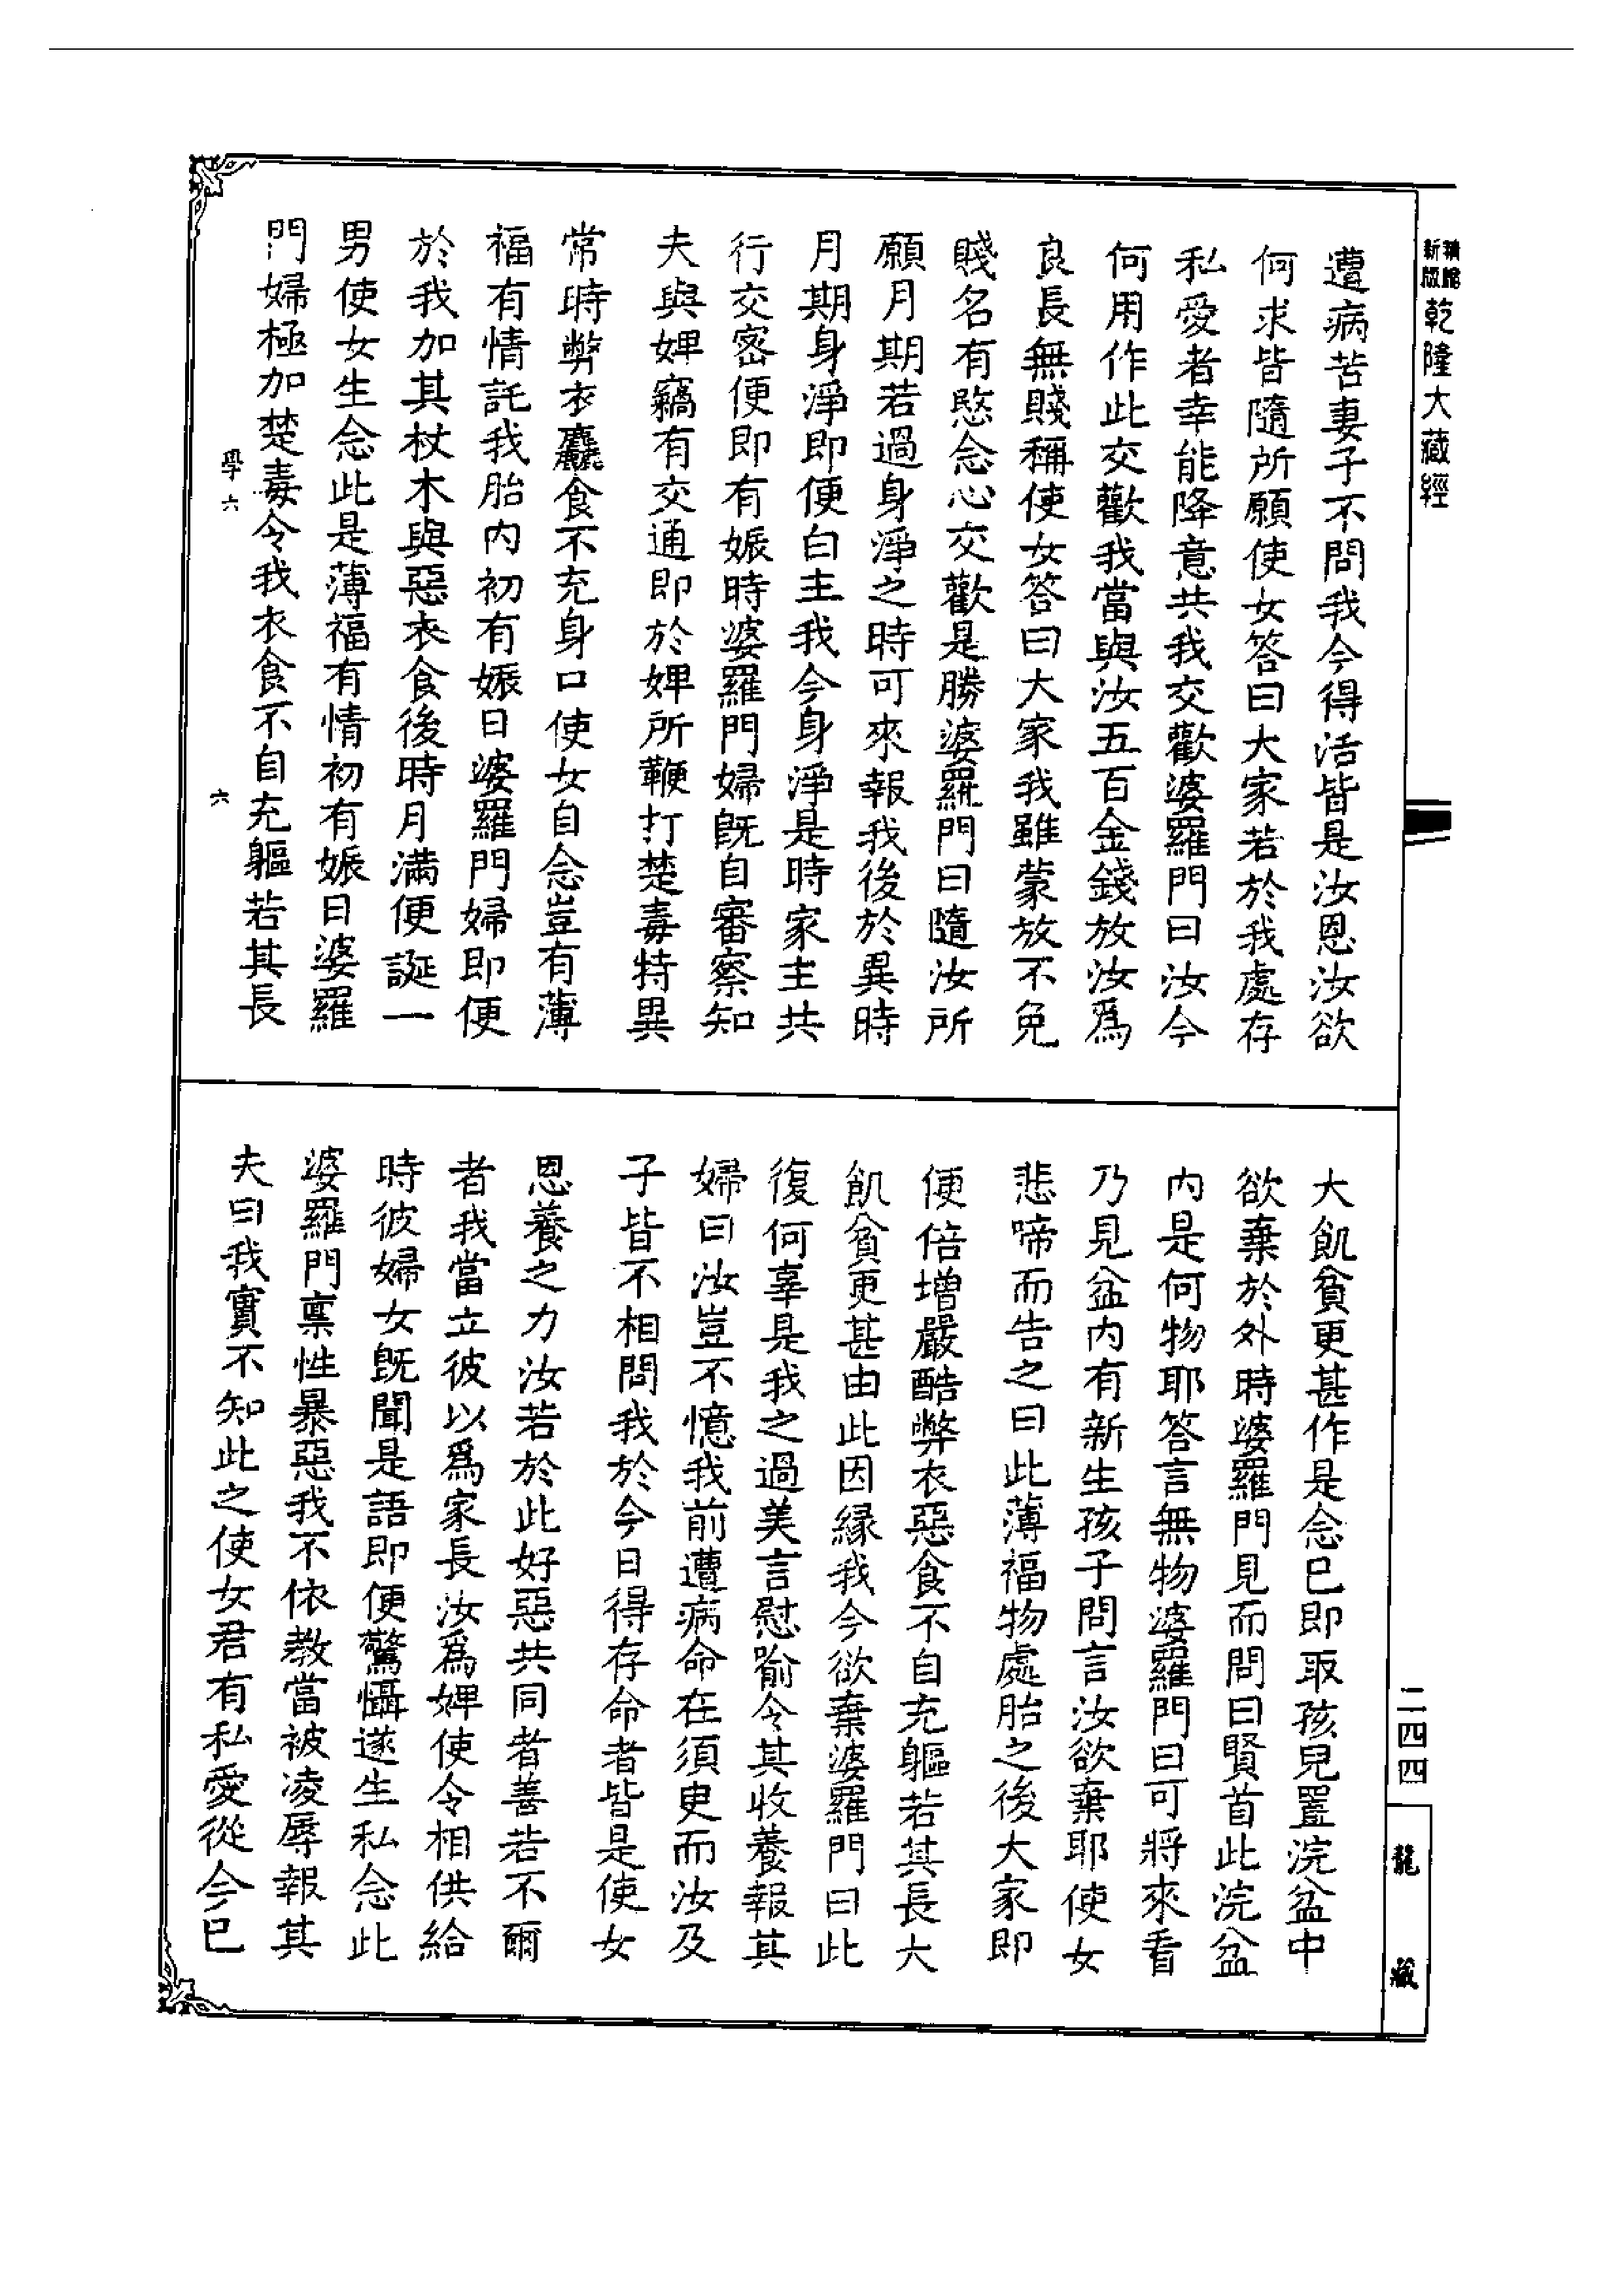 新版精縮乾隆大藏經
遭病苦妻子不問我今得活皆是汝恩汝欲
何求皆隨所願使女答曰大家若於我處存
私愛者幸能降意共我交歡婆羅門曰汝今
何用作此交歡我當與汝五百金錢放汝爲
良長無賤稱使女答曰大家我雖蒙放不免
賤名有愍念心交歡是勝婆羅門曰隨汝所
願月期若過身淨之時可來報我後於異時
月期身淨即便白主我今身淨是時家主共
行交密便即有娠時婆羅門婦旣自審察知
夫與婢竊有交通即於婢所鞭打楚毒特異
常時弊衣麤食不充身口使女自念豈有薄
福有情託我胎內初有娠日婆羅門婦即便
於我加其杖木與惡衣食後時月滿便誕一
男使女生念此是薄福有情初有娠日婆羅
門婦極加楚毒令我衣食不自充軀若其長
學六
六
大飢貧更甚作是念已即取孩兒置浣盆中
欲棄於外時婆羅門見而問曰賢首此浣盆
內是何物耶答言無物婆羅門曰可將來看
乃見盆內有新生孩子問言汝欲棄耶使女
悲啼而告之曰此薄福物處胎之後大家即
便倍增嚴酷弊衣惡食不自充軀若其長大
飢貧更甚由此因緣我今欲棄婆羅門曰此
復何辜是我之過美言慰喻令其收養報其
婦曰汝豈不憶我前遭病命在須臾而汝及
子皆不相問我於今日得存命者皆是使女
恩養之力汝若於此好惡共同者善若不爾
者我當立彼以爲家長汝爲婢使令相供給
時彼婦女旣聞是語即便驚懾遂生私念此
婆羅門稟性暴惡我不依教當被凌辱報其
夫曰我實不知此之使女君有私愛從今已
二四四
龍藏